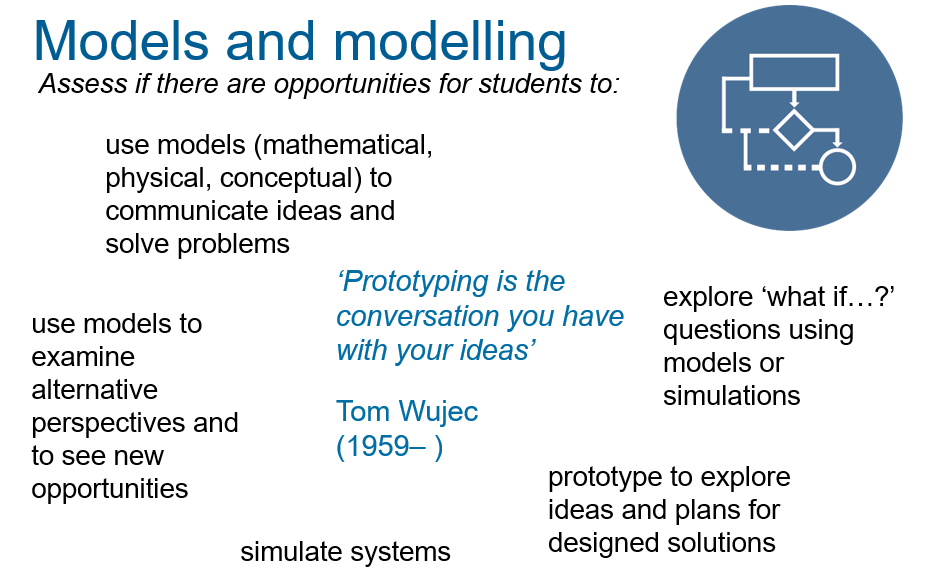 Models and modelling
Assess if there are opportunities for students to:
use models (mathematical,
physical, conceptual) to
communicate ideas and
solve problems
‘Prototyping is the
conversation you have
with your ideas’
Tom Wujec
(1959– )
explore ‘what if…?’
questions using
models or
simulations
use models to
examine
alternative
perspectives and
to see new
opportunities
prototype to explore
ideas and plans for
designed solutions
simulate systems